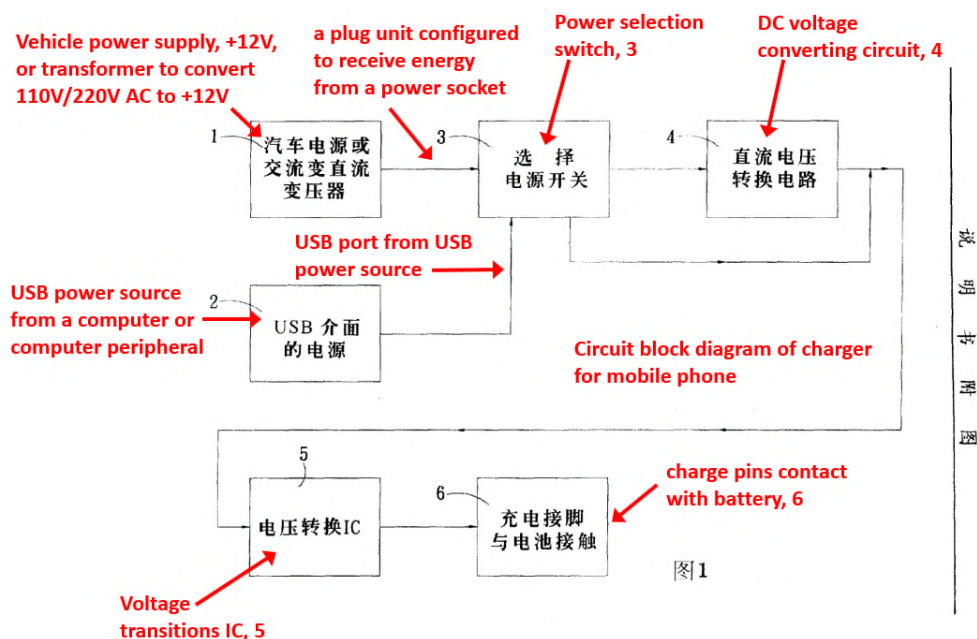 Vehicle power supply, +12V,
or transformer to convert
110V/220V AC to +12V
a plug unit configured
to receive energy
from a power socket
Power selection
switch, 3
DC voltage
converting circuit, 4
1
汽车电源或
交流变直流
变压器
3
选 择
电源开关
4
直流电压
转换电路
USB port from USB
power source
USB power source
from a computer or
computer peripheral
2
USB 介面
的电源
Circuit block diagram of charger
for mobile phone
说明书附图
5
电压转换IC
6
充电接脚
与电池接触
charge pins contact
with battery, 6
图1
Voltage
transitions IC, 5